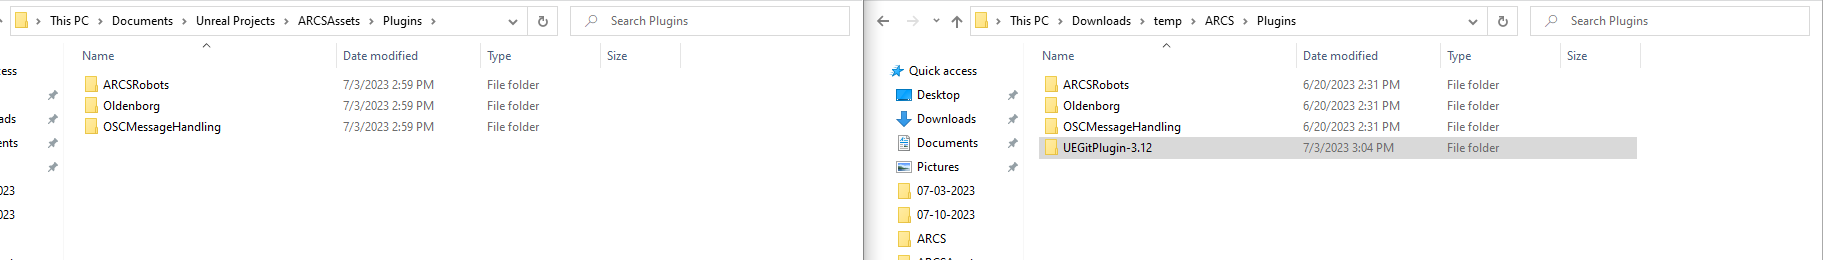 This PC > Documents > Unreal Projects > ARCSAssets > Plugins >
Search Plugins
Name Date modified Type Size
ARCSRobots 7/3/2023 2:59 PM File folder
Oldenborg 7/3/2023 2:59 PM File folder
OSCMessageHandling 7/3/2023 2:59 PM File folder
cess
ads
ents
023
023
This PC > Downloads > temp > ARCS > Plugins
Search Plugins
Quick access
Desktop
Downloads
Documents
Pictures
07-03-2023
07-10-2023
ARCS
Name Date modified Type Size
ARCSRobots 6/20/2023 2:31 PM File folder
Oldenborg 6/20/2023 2:31 PM File folder
OSCMessageHandling 6/20/2023 2:31 PM File folder
UEGitPlugin-3.12 7/3/2023 3:04 PM File folder